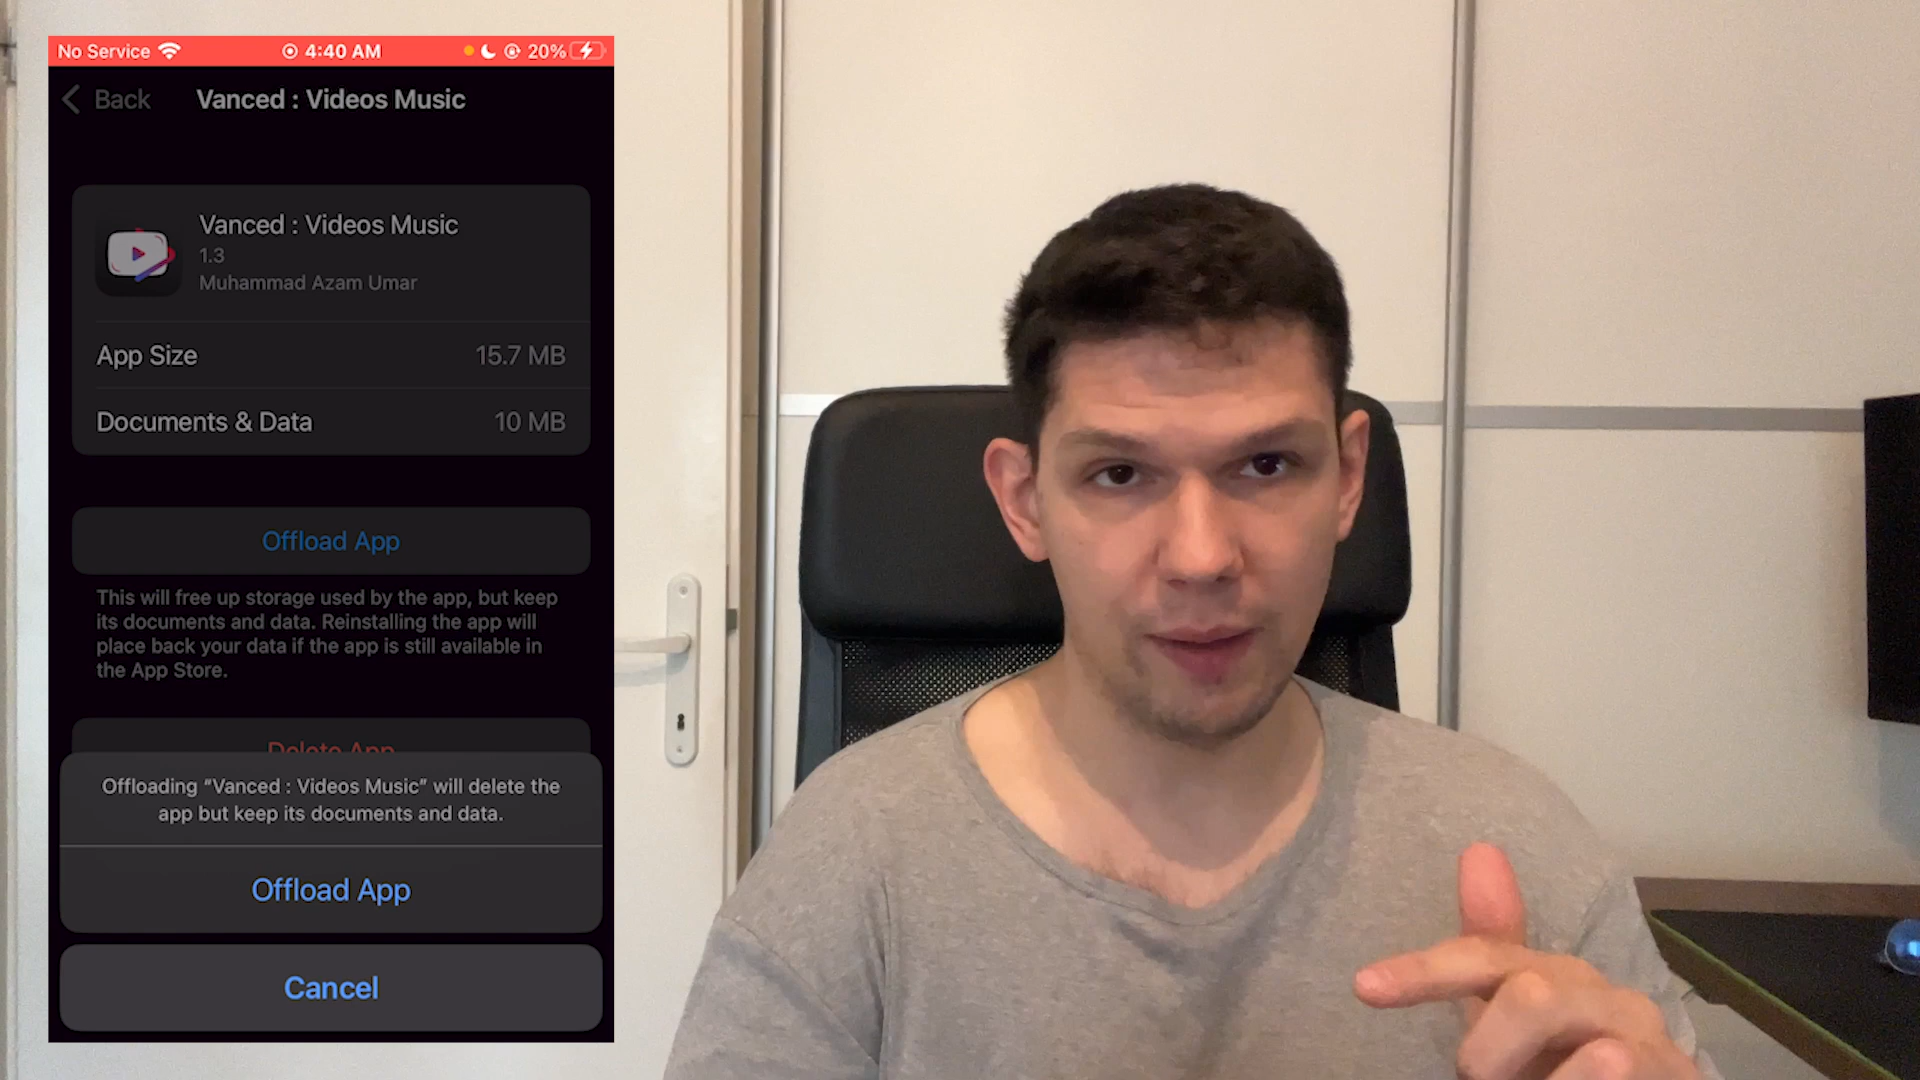 No Service 4:40 AM 20%
Back Vanced : Videos Music
Vanced : Videos Music
1.3
Muhammad Azam Umar
App Size 15.7 MB
Documents & Data 10 MB
Offload App
This will free up storage used by the app, but keep
its documents and data. Reinstalling the app will
place back your data if the app is still available in
the App Store.
Delete App
Offloading “Vanced : Videos Music” will delete the
app but keep its documents and data.
Offload App
Cancel